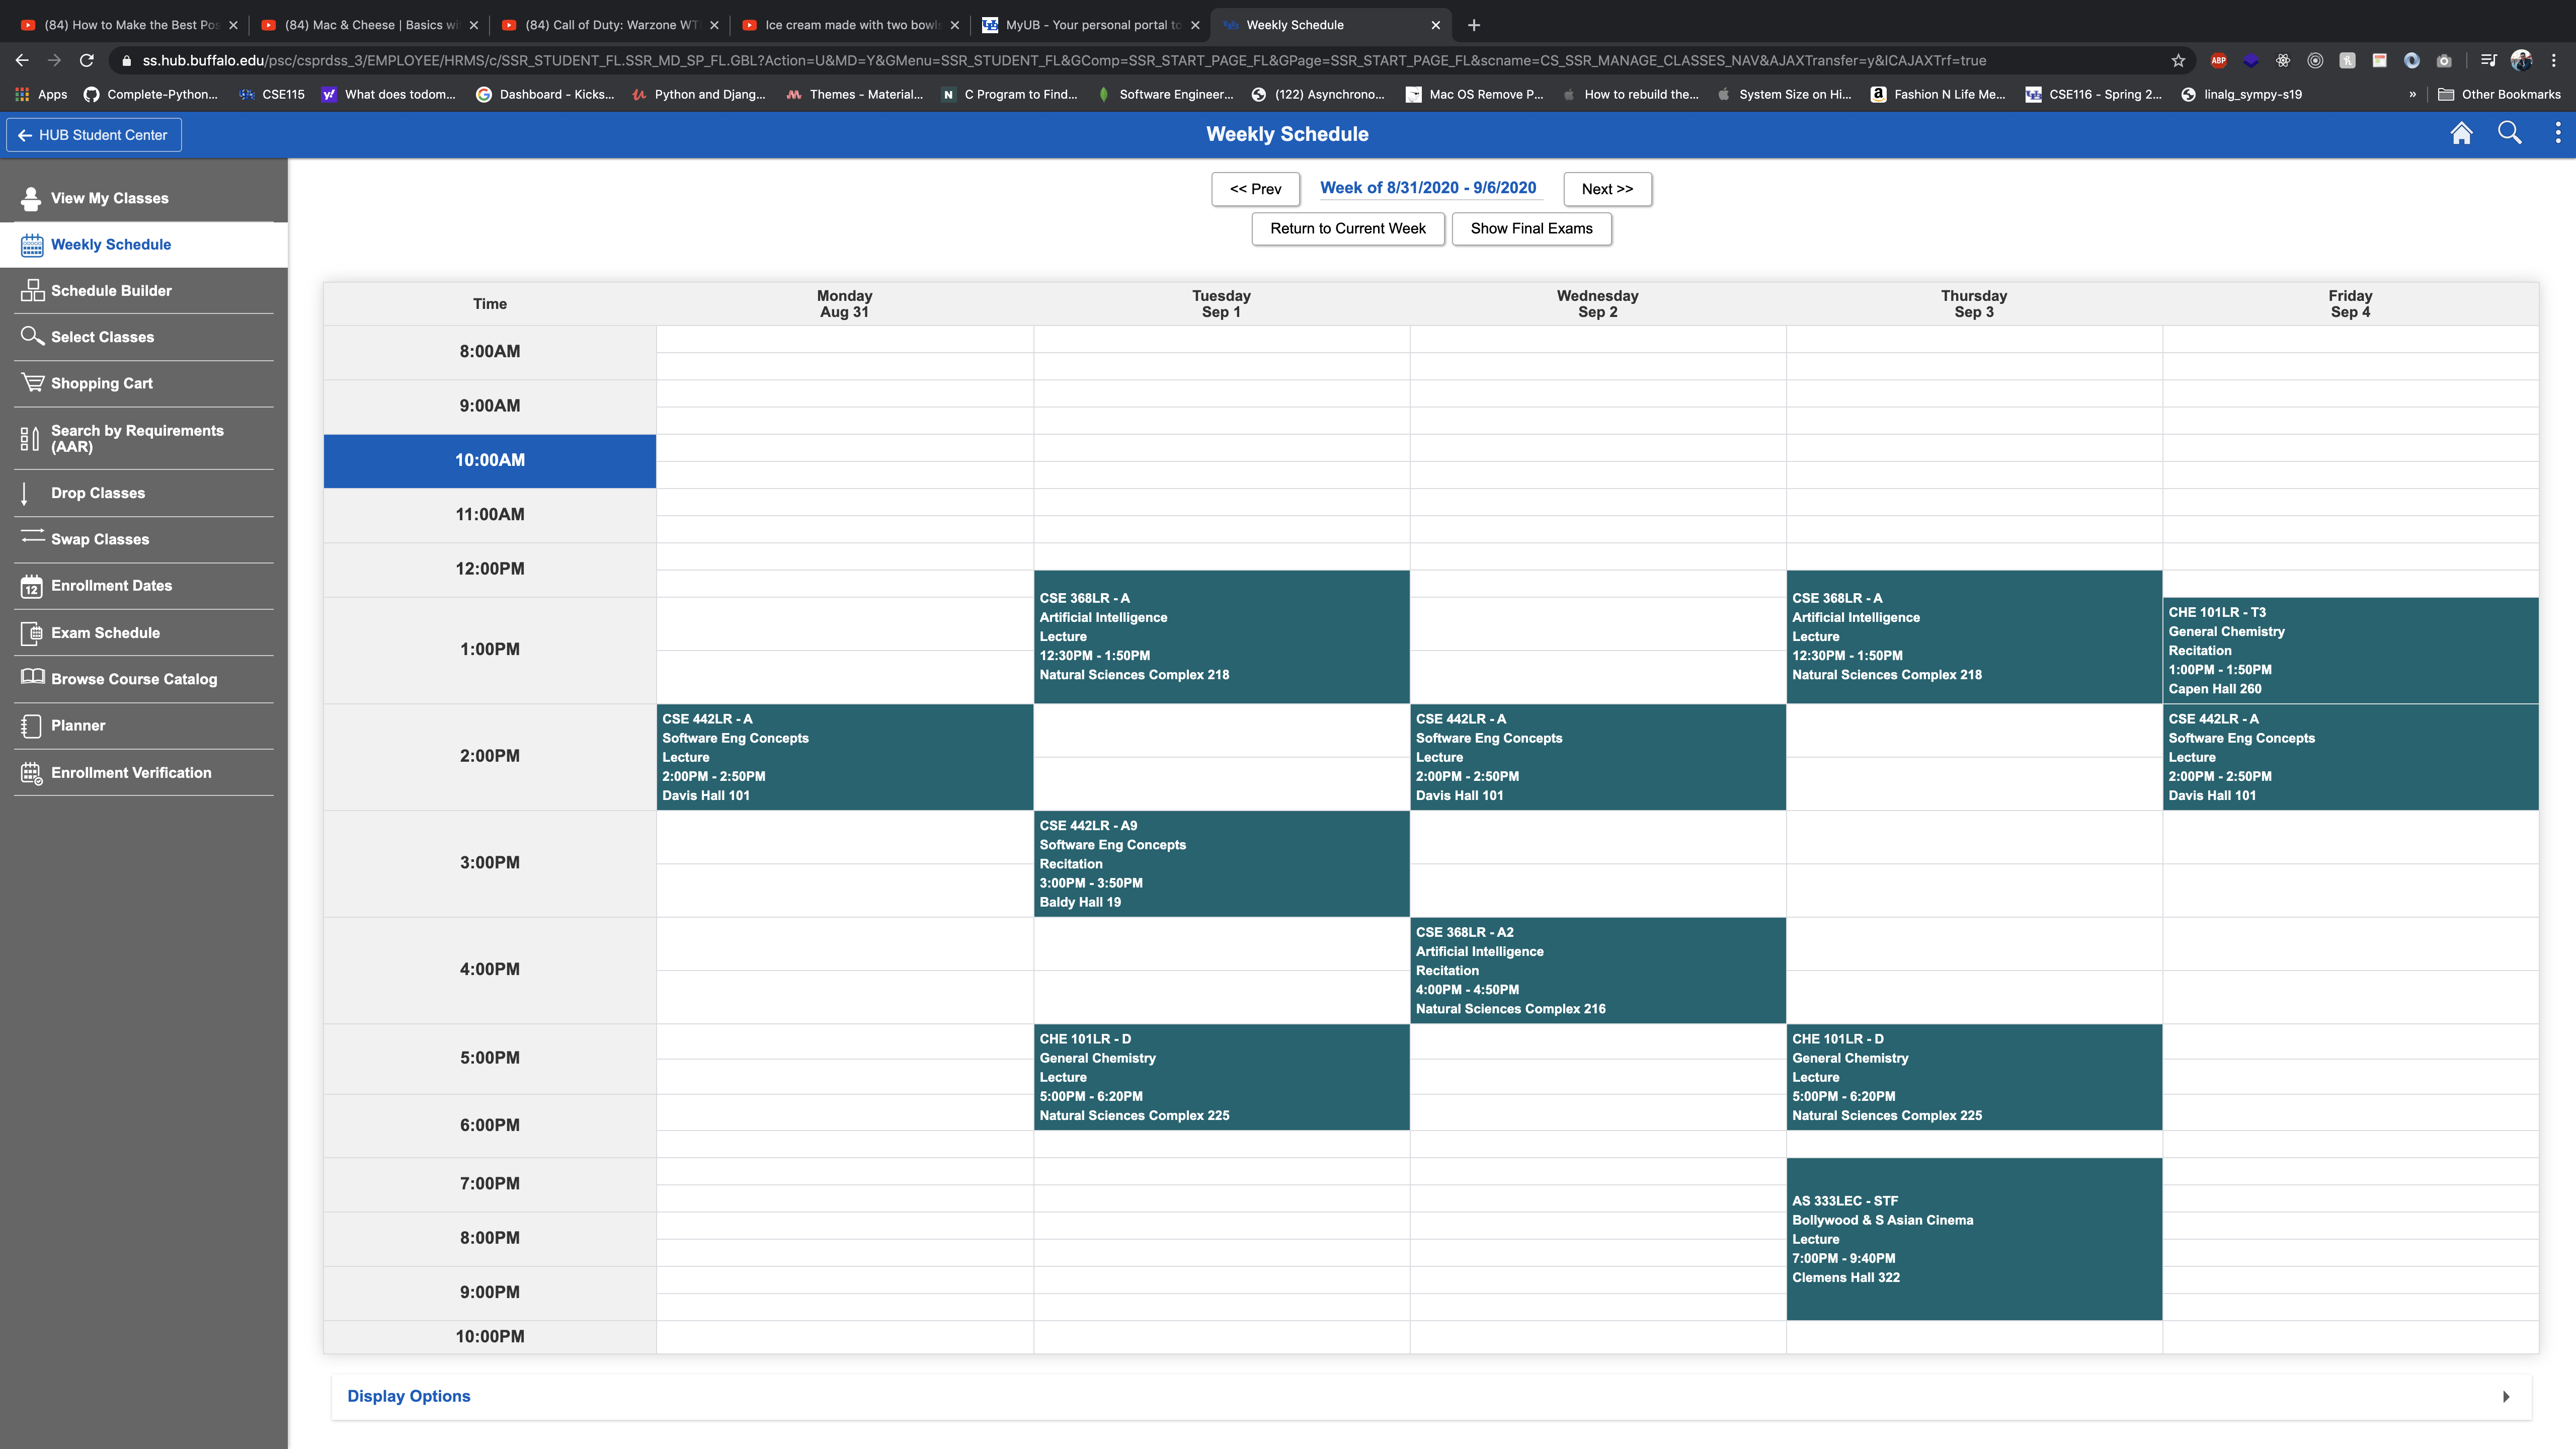 (84) How to Make the Best Pos
(84) Mac & Cheese | Basics wi
(84) Call of Duty: Warzone WT
Ice cream made with two bowls
MyUB - Your personal portal to
Weekly Schedule
ss.hub.buffalo.edu/psc/csprdss_3/EMPLOYEE/HRMS/c/SSR_STUDENT_FL.SSR_MD_SP_FL.GBL?Action=U&MD=Y&GMenu=SSR_STUDENT_FL&GComp=SSR_START_PAGE_FL&GPage=SSR_START_PAGE_FL&scname=CS_SSR_MANAGE_CLASSES_NAV&AJAXTransfer=y&ICAJAXTrf=true
ABP
Apps
Complete-Python...
CSE115
What does todom...
Dashboard - Kicks...
Python and Djang...
Themes - Material...
C Program to Find...
Software Engineer...
(122) Asynchrono...
Mac OS Remove P...
How to rebuild the...
System Size on Hi...
Fashion N Life Me...
CSE116 - Spring 2...
linalg_sympy-s19
»
Other Bookmarks
HUB Student Center
Weekly Schedule
View My Classes
Weekly Schedule
Schedule Builder
Select Classes
Shopping Cart
Search by Requirements
(AAR)
Drop Classes
Swap Classes
12
Enrollment Dates
Exam Schedule
Browse Course Catalog
Planner
Enrollment Verification
<< Prev
Week of 8/31/2020 - 9/6/2020
Next >>
Return to Current Week
Show Final Exams
Time
Monday
Aug 31
Tuesday
Sep 1
Wednesday
Sep 2
Thursday
Sep 3
Friday
Sep 4
8:00AM
9:00AM
10:00AM
11:00AM
12:00PM
1:00PM
CSE 368LR - A
Artificial Intelligence
Lecture
12:30PM - 1:50PM
Natural Sciences Complex 218
CSE 368LR - A
Artificial Intelligence
Lecture
12:30PM - 1:50PM
Natural Sciences Complex 218
CHE 101LR - T3
General Chemistry
Recitation
1:00PM - 1:50PM
Capen Hall 260
2:00PM
CSE 442LR - A
Software Eng Concepts
Lecture
2:00PM - 2:50PM
Davis Hall 101
CSE 442LR - A
Software Eng Concepts
Lecture
2:00PM - 2:50PM
Davis Hall 101
CSE 442LR - A
Software Eng Concepts
Lecture
2:00PM - 2:50PM
Davis Hall 101
3:00PM
CSE 442LR - A9
Software Eng Concepts
Recitation
3:00PM - 3:50PM
Baldy Hall 19
4:00PM
CSE 368LR - A2
Artificial Intelligence
Recitation
4:00PM - 4:50PM
Natural Sciences Complex 216
5:00PM
6:00PM
CHE 101LR - D
General Chemistry
Lecture
5:00PM - 6:20PM
Natural Sciences Complex 225
CHE 101LR - D
General Chemistry
Lecture
5:00PM - 6:20PM
Natural Sciences Complex 225
7:00PM
8:00PM
9:00PM
AS 333LEC - STF
Bollywood & S Asian Cinema
Lecture
7:00PM - 9:40PM
Clemens Hall 322
10:00PM
Display Options